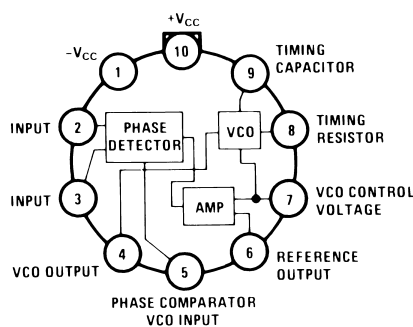 +VCC
10
-VCC
1
TIMING
CAPACITOR
9
INPUT
2
PHASE
DETECTOR
VCO
8
TIMING
RESISTOR
INPUT
3
AMP
7
VCO CONTROL
VOLTAGE
4
VCO OUTPUT
5
6
REFERENCE
OUTPUT
PHASE COMPARATOR
VCO INPUT